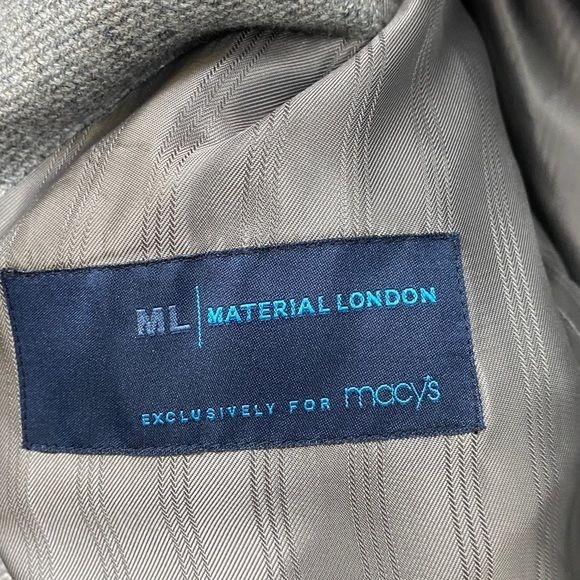 ML | MATERIAL LONDON
EXCLUSIVELY FOR macy's